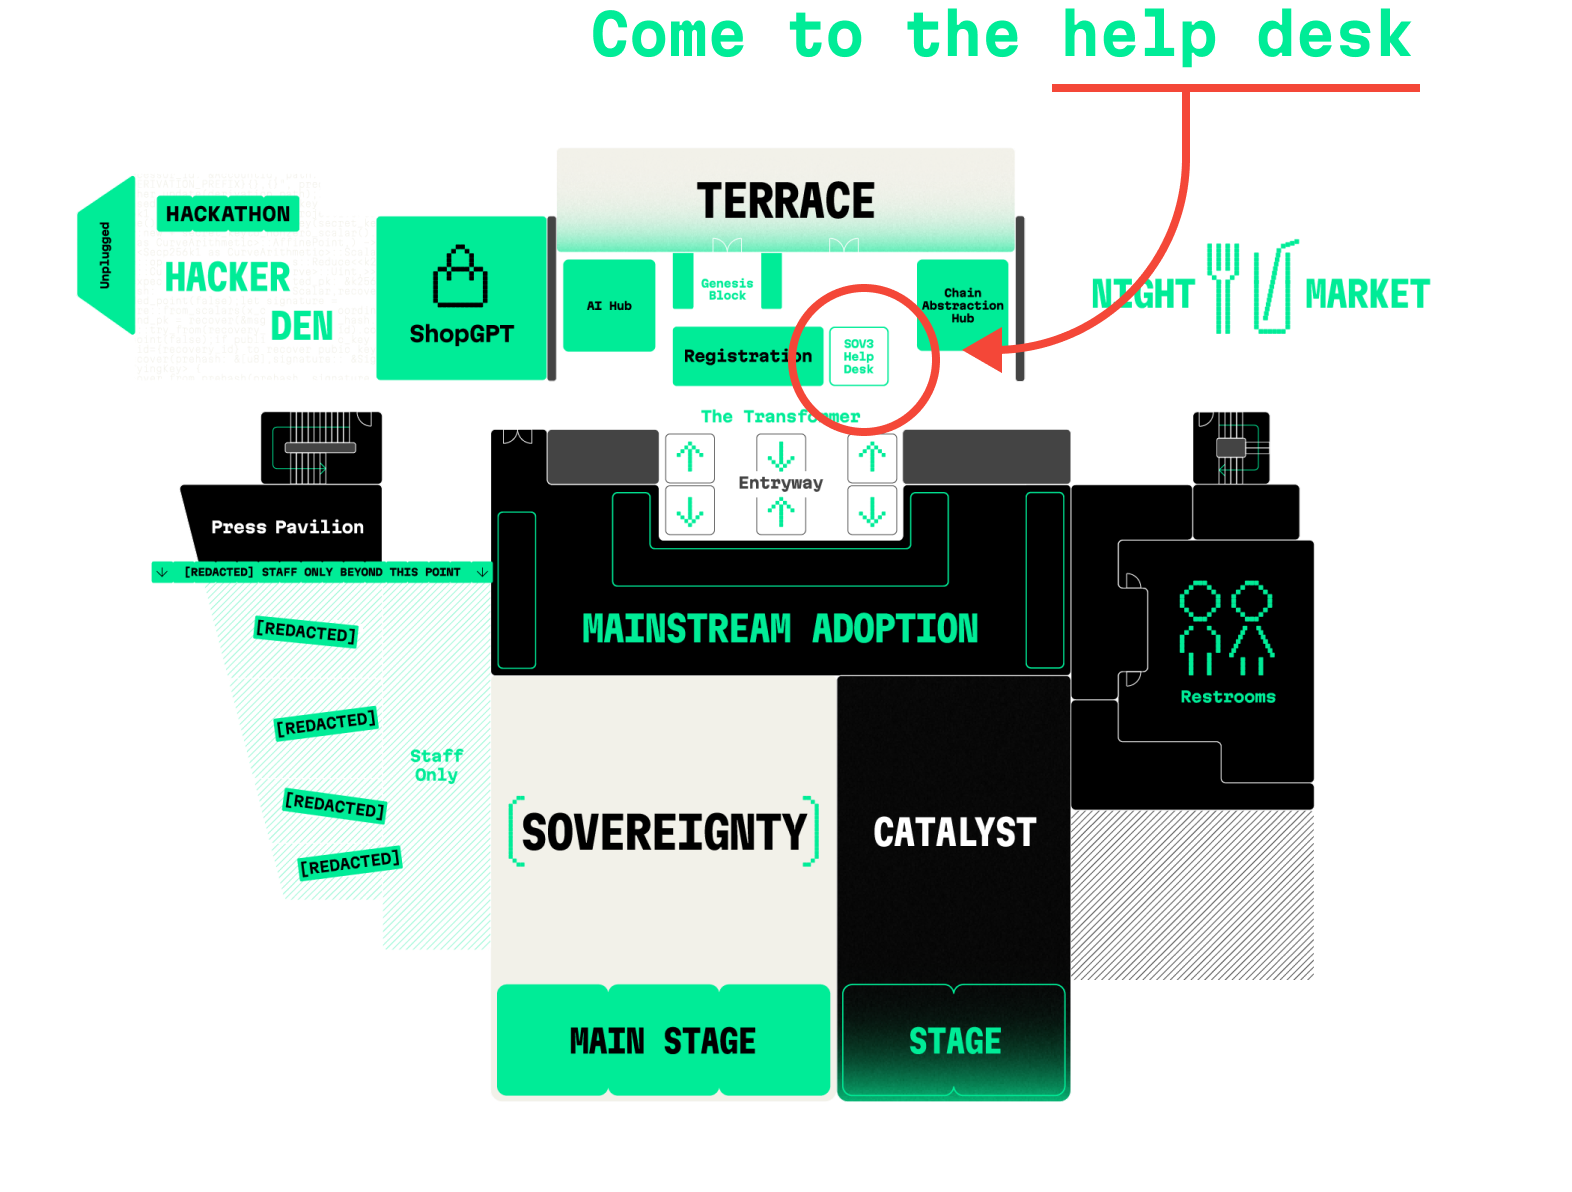 Come to the help desk
TERRACE
Unplugged
HACKATHON
HACKER
DEN
ShopGPT
AI Hub
Genesis
Block
Chain
Abstraction
Hub
NIGHT
MARKET
Registration
SOV3
Help
Desk
The Transformer
Entryway
Press Pavilion
[REDACTED] STAFF ONLY BEYOND THIS POINT
[REDACTED]
[REDACTED]
[REDACTED]
[REDACTED]
Staff
Only
MAINSTREAM ADOPTION
Restrooms
[SOVEREIGNTY]
CATALYST
MAIN STAGE
STAGE